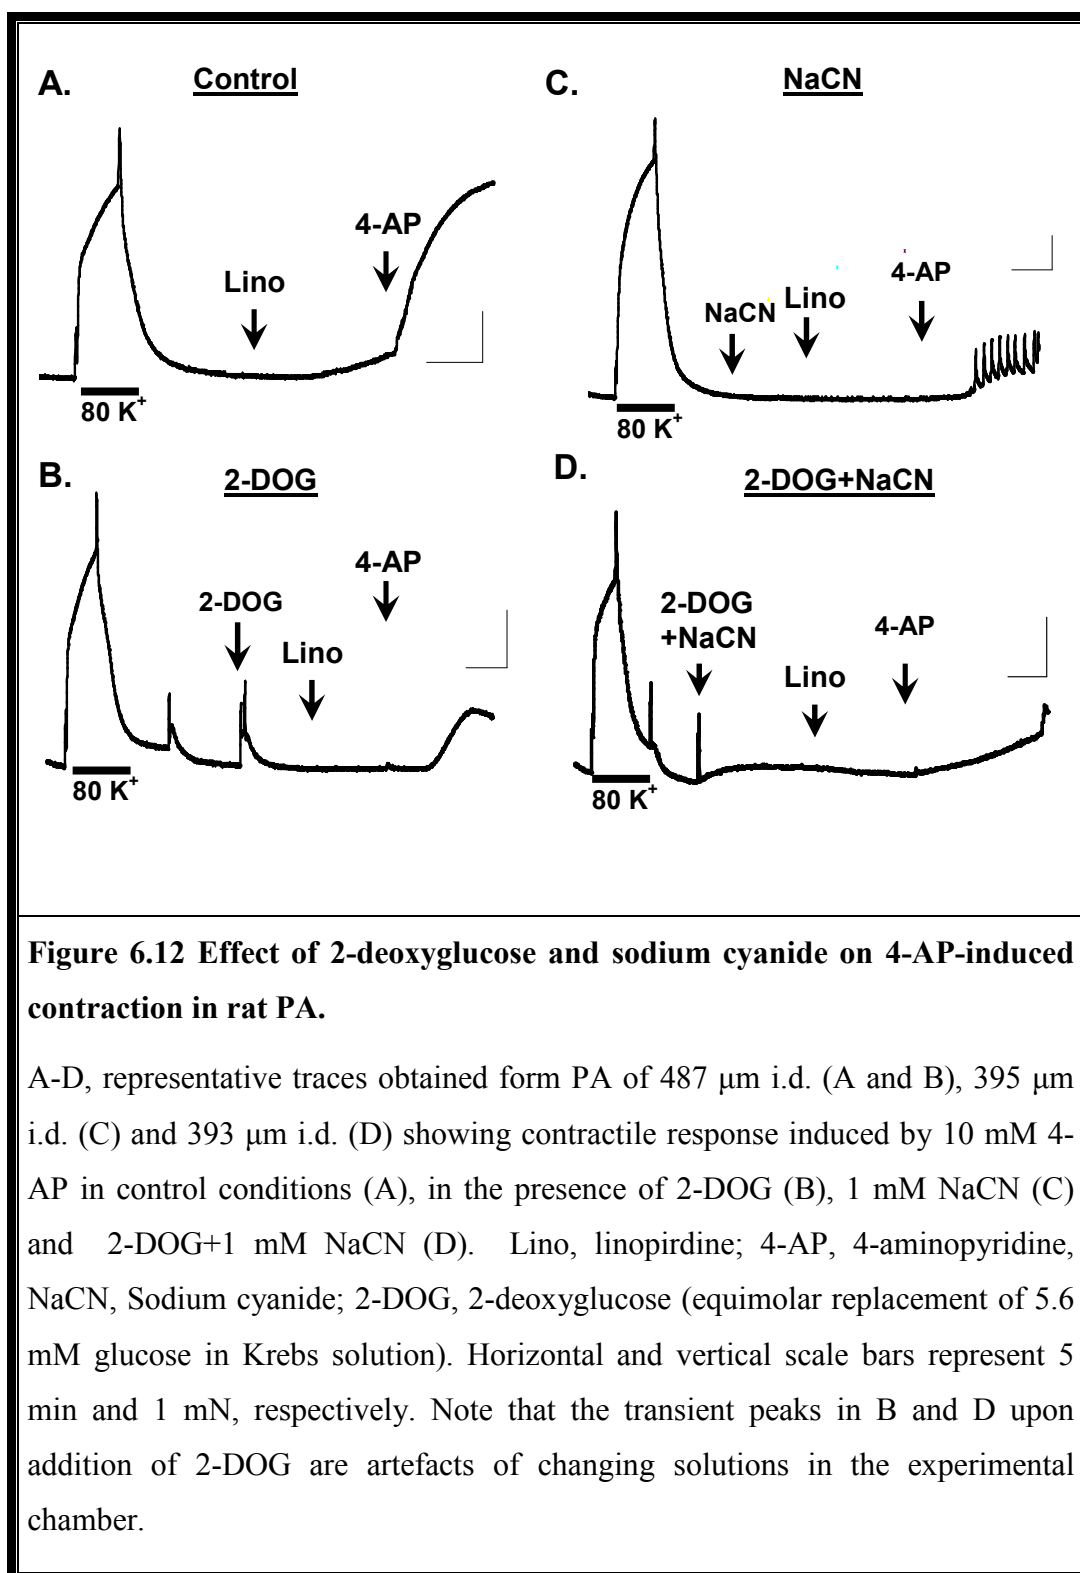 A.
Control
4-AP
Lino
80 K+
C.
NaCN
4-AP
NaCN
Lino
80 K+
B.
2-DOG
4-AP
2-DOG
Lino
80 K+
D.
2-DOG+NaCN
2-DOG
+NaCN
4-AP
Lino
80 K+
Figure 6.12 Effect of 2-deoxyglucose and sodium cyanide on 4-AP-induced
contraction in rat PA.
A-D, representative traces obtained form PA of 487 μm i.d. (A and B), 395 μm
i.d. (C) and 393 μm i.d. (D) showing contractile response induced by 10 mM 4-
AP in control conditions (A), in the presence of 2-DOG (B), 1 mM NaCN (C)
and 2-DOG+1 mM NaCN (D). Lino, linopirdine; 4-AP, 4-aminopyridine,
NaCN, Sodium cyanide; 2-DOG, 2-deoxyglucose (equimolar replacement of 5.6
mM glucose in Krebs solution). Horizontal and vertical scale bars represent 5
min and 1 mN, respectively. Note that the transient peaks in B and D upon
addition of 2-DOG are artefacts of changing solutions in the experimental
chamber.